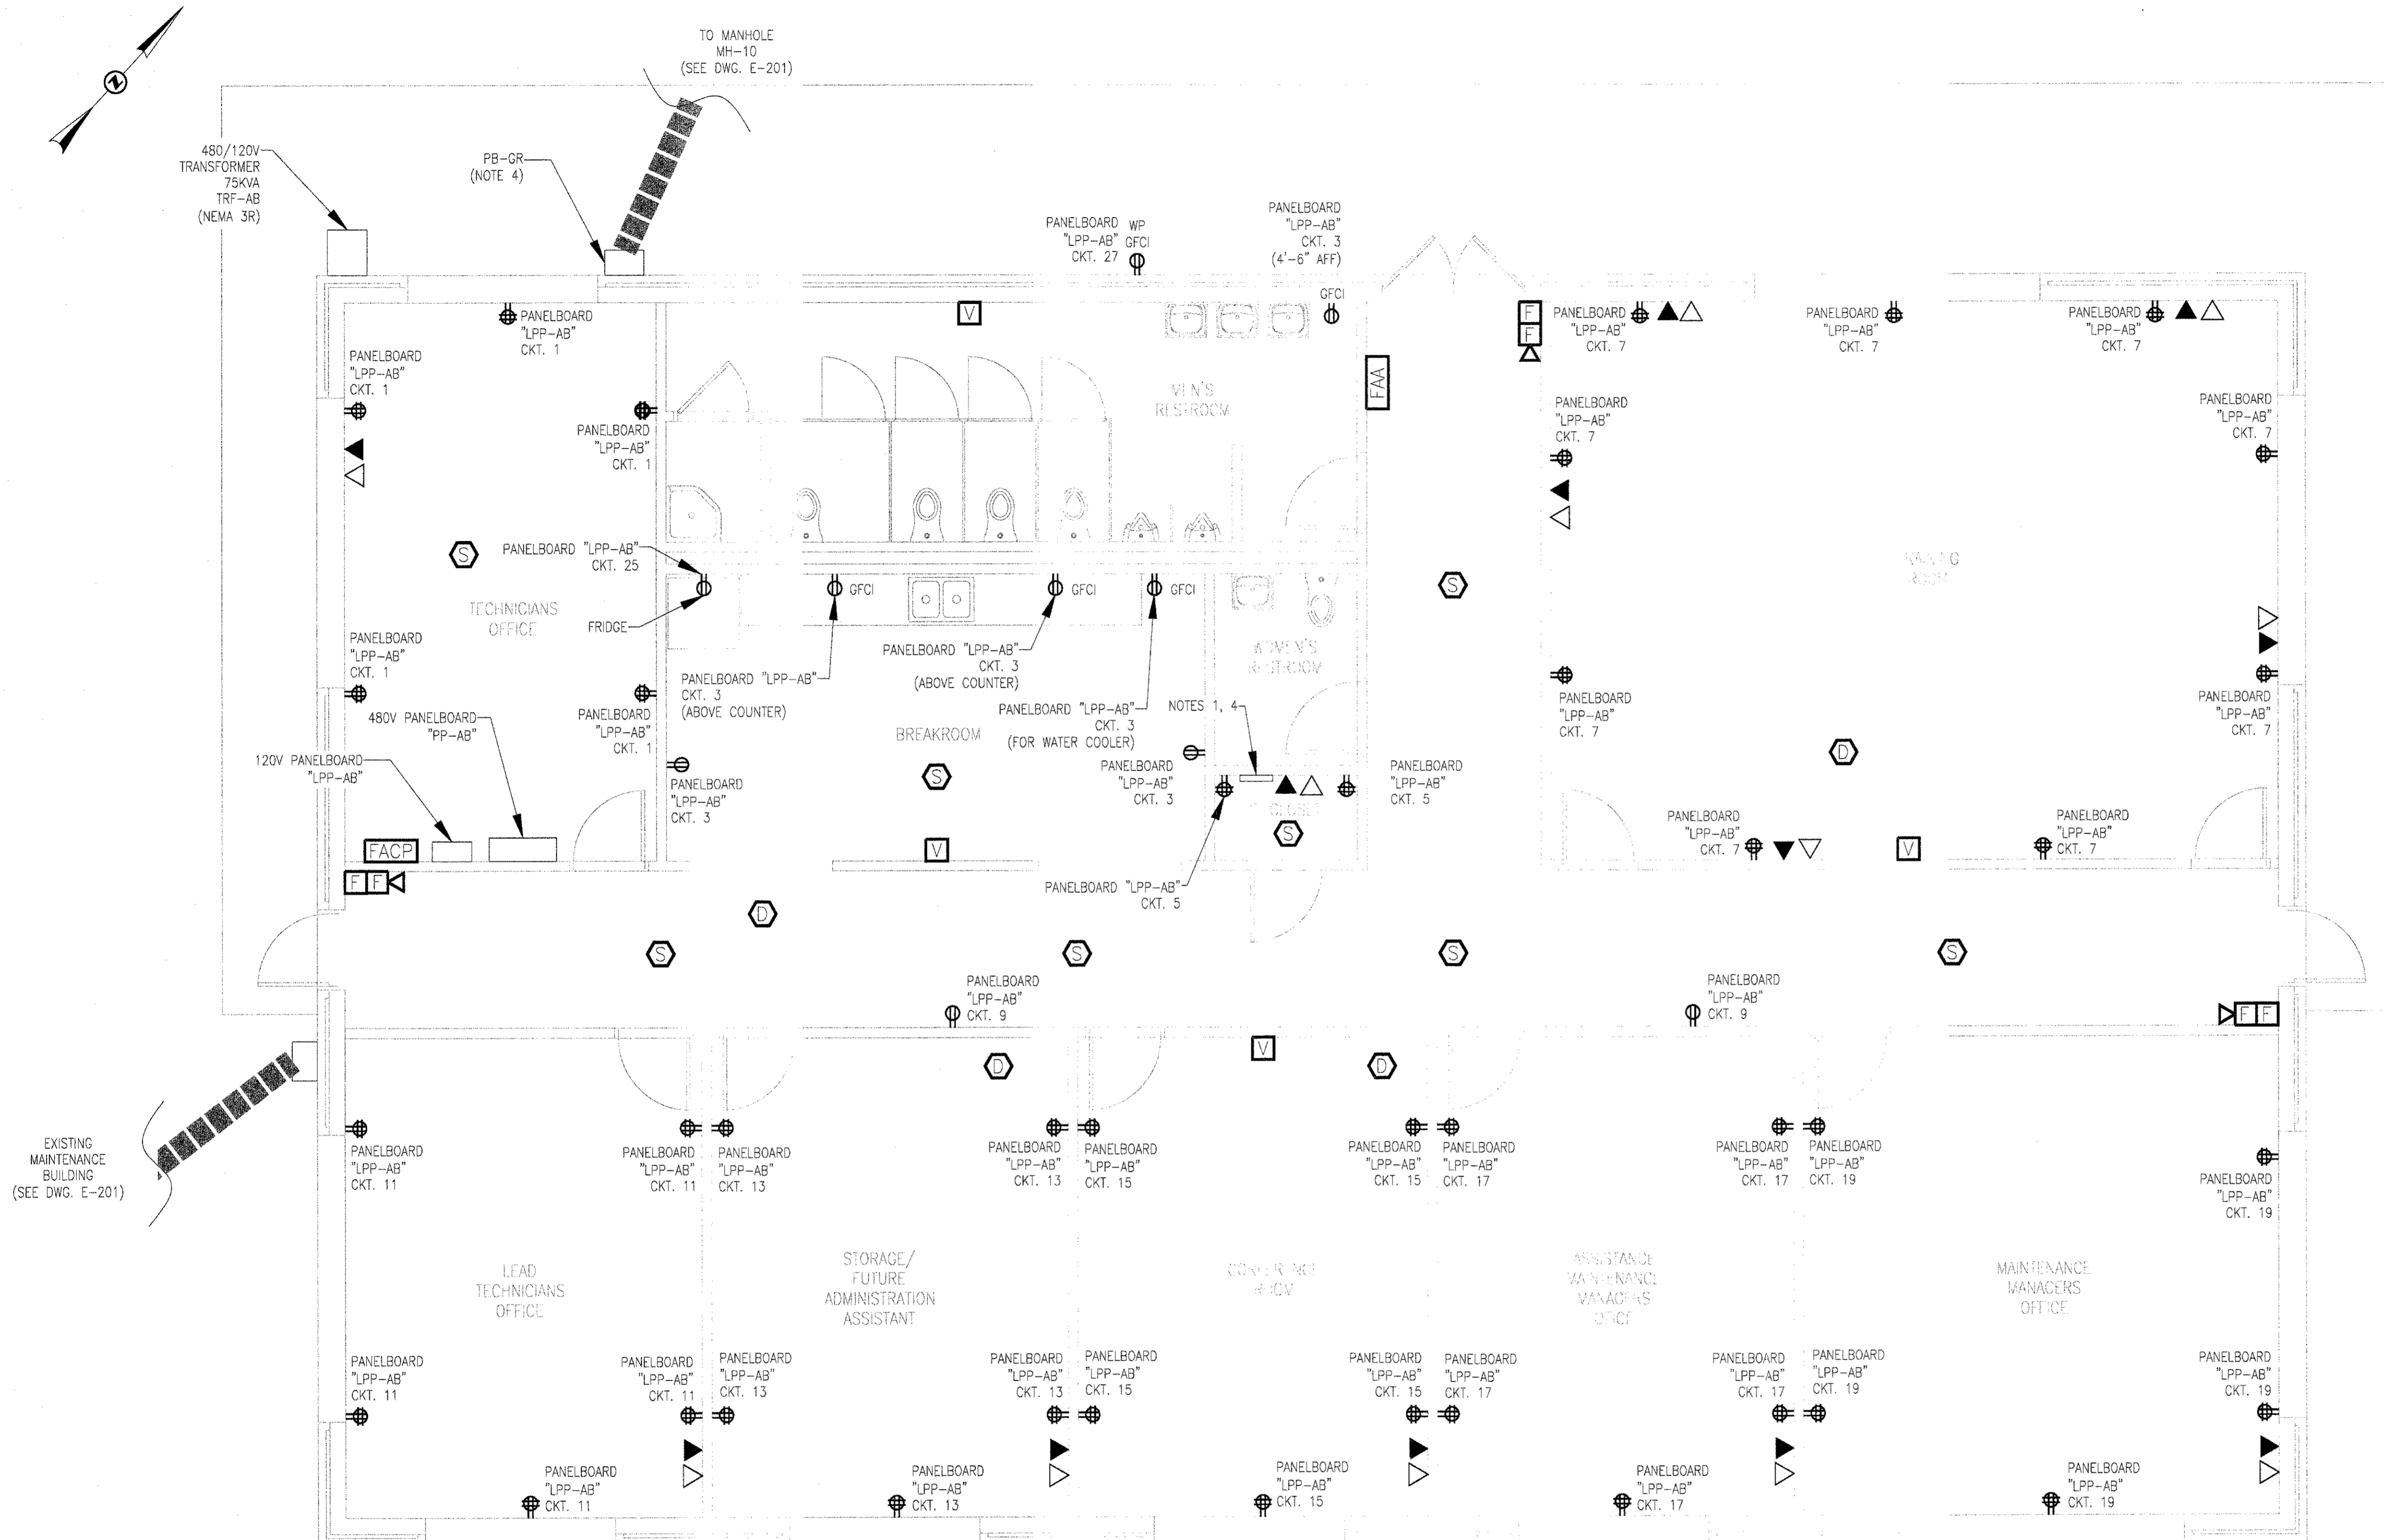 TO MANHOLE
MH-10
(SEE DWG. E-201)
480/120V
TRANSFORMER
75KVA
TRF-AB
(NEMA 3R)
PB-GR
(NOTE 4)
PANELBOARD
"LPP-AB"
CKT. 27
WP
GFCI
PANELBOARD
"LPP-AB"
CKT. 3
(4'-6" AFF)
GFCI
PANELBOARD
"LPP-AB"
CKT. 1
V
F
F
PANELBOARD
"LPP-AB"
CKT. 7
PANELBOARD
"LPP-AB"
CKT. 7
PANELBOARD
"LPP-AB"
CKT. 7
PANELBOARD
"LPP-AB"
CKT. 1
PANELBOARD
"LPP-AB"
CKT. 1
MEN'S
RESTROOM
FAA
PANELBOARD
"LPP-AB"
CKT. 7
PANELBOARD
"LPP-AB"
CKT. 7
S
TECHNICIANS
OFFICE
PANELBOARD "LPP-AB"
CKT. 25
FRIDGE
GFCI
GFCI
GFCI
S
ROOM
PANELBOARD
"LPP-AB"
CKT. 1
PANELBOARD
"LPP-AB"
CKT. 1
PANELBOARD "LPP-AB"
CKT. 3
(ABOVE COUNTER)
PANELBOARD "LPP-AB"
CKT. 3
(ABOVE COUNTER)
PANELBOARD "LPP-AB"
CKT. 3
(FOR WATER COOLER)
WOMEN'S
RESTROOM
NOTES 1, 4
PANELBOARD
"LPP-AB"
CKT. 7
PANELBOARD
"LPP-AB"
CKT. 7
480V PANELBOARD
"PP-AB"
120V PANELBOARD
"LPP-AB"
BREAKROOM
PANELBOARD
"LPP-AB"
CKT. 3
S
PANELBOARD
"LPP-AB"
CKT. 3
PANELBOARD
"LPP-AB"
CKT. 5
CLOSET
S
D
PANELBOARD
"LPP-AB"
CKT. 7
V
PANELBOARD
"LPP-AB"
CKT. 7
FACP
V
F F
PANELBOARD "LPP-AB"
CKT. 5
D
S
S
S
S
PANELBOARD
"LPP-AB"
CKT. 9
PANELBOARD
"LPP-AB"
CKT. 9
F F
D
V
D
EXISTING
MAINTENANCE
BUILDING
(SEE DWG. E-201)
PANELBOARD
"LPP-AB"
CKT. 11
PANELBOARD
"LPP-AB"
CKT. 11
PANELBOARD
"LPP-AB"
CKT. 13
PANELBOARD
"LPP-AB"
CKT. 13
PANELBOARD
"LPP-AB"
CKT. 15
PANELBOARD
"LPP-AB"
CKT. 15
PANELBOARD
"LPP-AB"
CKT. 17
PANELBOARD
"LPP-AB"
CKT. 17
PANELBOARD
"LPP-AB"
CKT. 19
PANELBOARD
"LPP-AB"
CKT. 19
LEAD
TECHNICIANS
OFFICE
STORAGE/
FUTURE
ADMINISTRATION
ASSISTANT
CONFERENCE
ROOM
ASSISTANCE
MAINTENANCE
MANAGERS
OFFICE
MAINTENANCE
MANAGERS
OFFICE
PANELBOARD
"LPP-AB"
CKT. 11
PANELBOARD
"LPP-AB"
CKT. 11
PANELBOARD
"LPP-AB"
CKT. 13
PANELBOARD
"LPP-AB"
CKT. 13
PANELBOARD
"LPP-AB"
CKT. 15
PANELBOARD
"LPP-AB"
CKT. 15
PANELBOARD
"LPP-AB"
CKT. 17
PANELBOARD
"LPP-AB"
CKT. 17
PANELBOARD
"LPP-AB"
CKT. 19
PANELBOARD
"LPP-AB"
CKT. 19
PANELBOARD
"LPP-AB"
CKT. 11
PANELBOARD
"LPP-AB"
CKT. 13
PANELBOARD
"LPP-AB"
CKT. 15
PANELBOARD
"LPP-AB"
CKT. 17
PANELBOARD
"LPP-AB"
CKT. 19